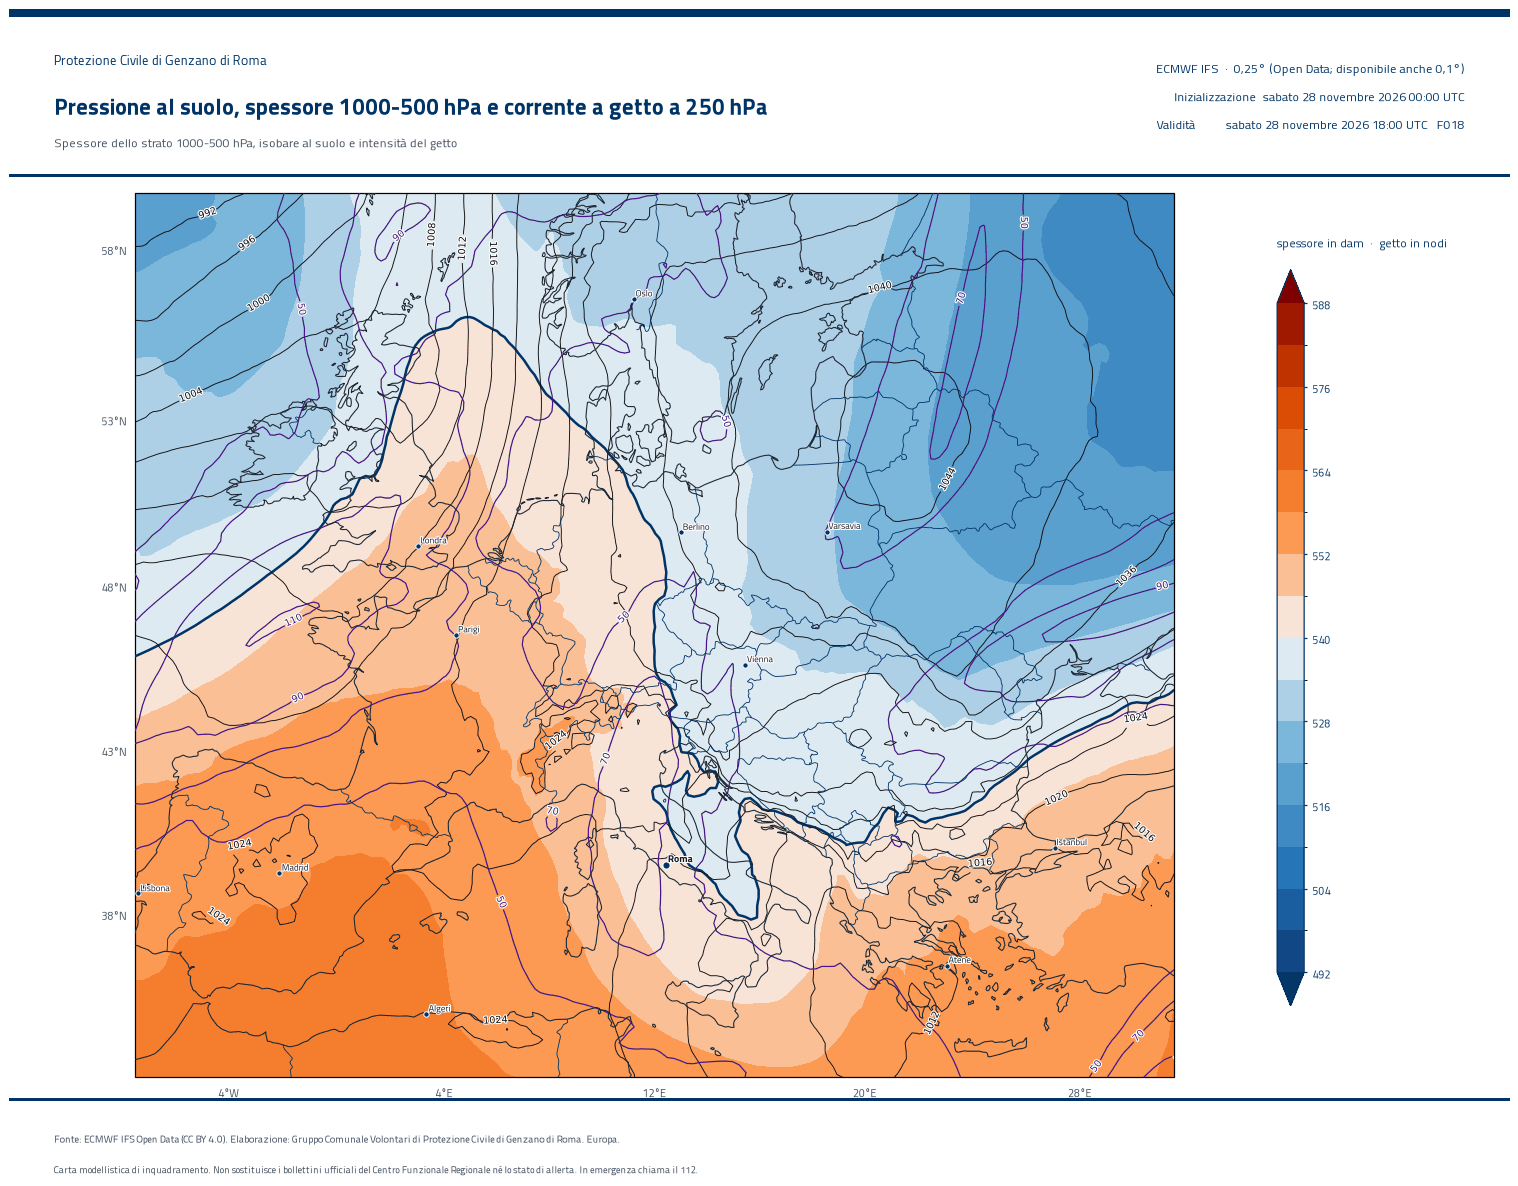 Protezione Civile di Genzano di Roma
Pressione al suolo, spessore 1000-500 hPa e corrente a getto a 250 hPa
Spessore dello strato 1000-500 hPa, isobare al suolo e intensità del getto
ECMWF IFS · 0,25° (Open Data; disponibile anche 0,1°)
Inizializzazione sabato 28 novembre 2026 00:00 UTC
Validità sabato 28 novembre 2026 18:00 UTC F018
spessore in dam · getto in nodi
588
576
564
552
540
528
516
504
492
58°N
53°N
48°N
43°N
38°N
4°W
4°E
12°E
20°E
28°E
992
996
1000
1004
1008
1012
1016
90
50
50
70
1040
1044
50
1036
90
110
90
50
70
70
50
1024
1024
1024
1024
1024
1020
1016
1016
1012
50
70
Oslo
Berlino
Varsavia
Londra
Parigi
Vienna
Roma
Madrid
Lisbona
Algeri
Atene
Istanbul
Fonte: ECMWF IFS Open Data (CC BY 4.0). Elaborazione: Gruppo Comunale Volontari di Protezione Civile di Genzano di Roma. Europa.
Carta modellistica di inquadramento. Non sostituisce i bollettini ufficiali del Centro Funzionale Regionale né lo stato di allerta. In emergenza chiama il 112.